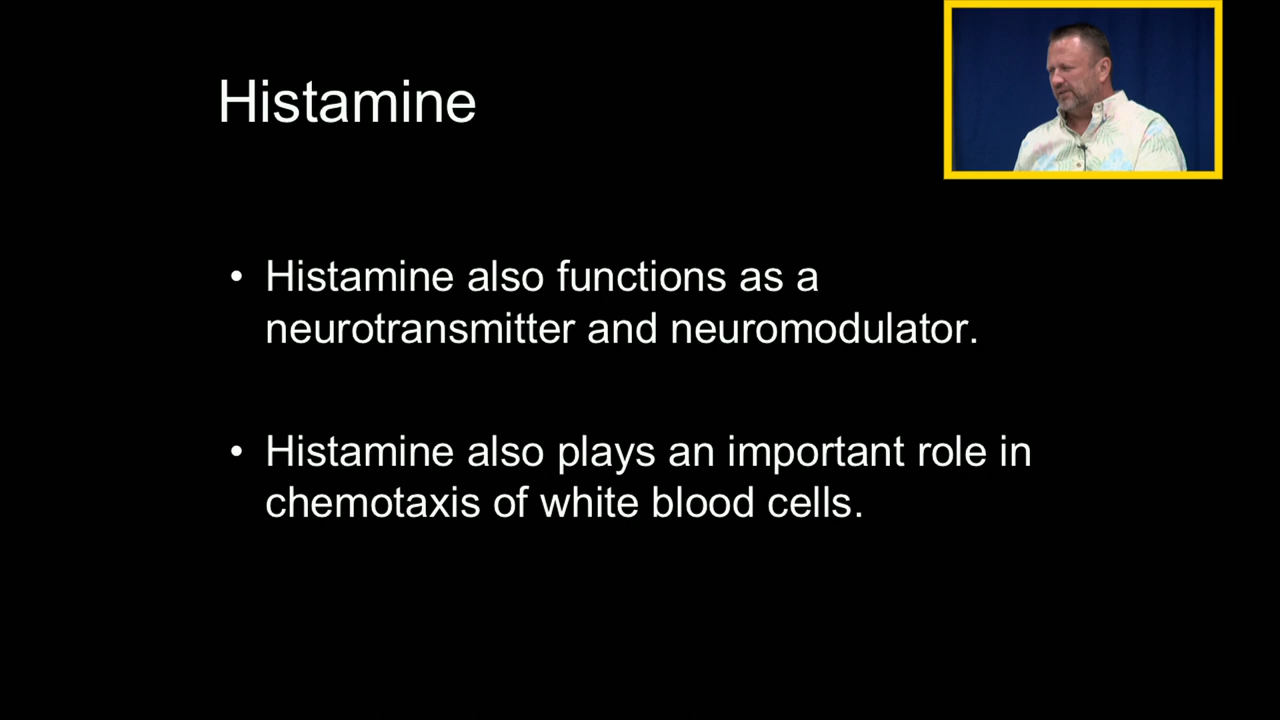 Histamine
• Histamine also functions as a
neurotransmitter and neuromodulator.
• Histamine also plays an important role in
chemotaxis of white blood cells.